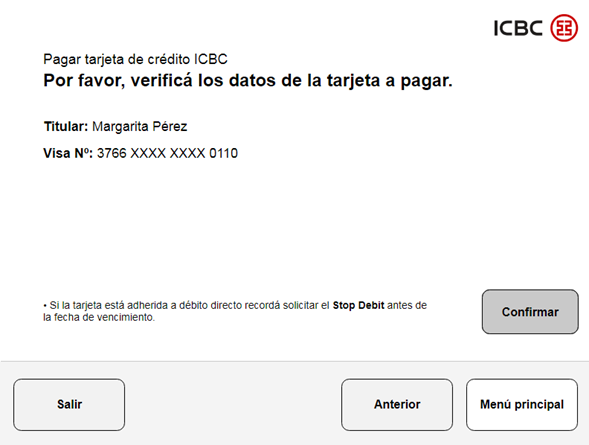 ICBC
Pagar tarjeta de crédito ICBC
Por favor, verificá los datos de la tarjeta a pagar.
Titular: Margarita Pérez
Visa Nº: 3766 XXXX XXXX 0110
• Si la tarjeta está adherida a débito directo recordá solicitar el Stop Debit antes de
la fecha de vencimiento.
Confirmar
Salir
Anterior
Menú principal